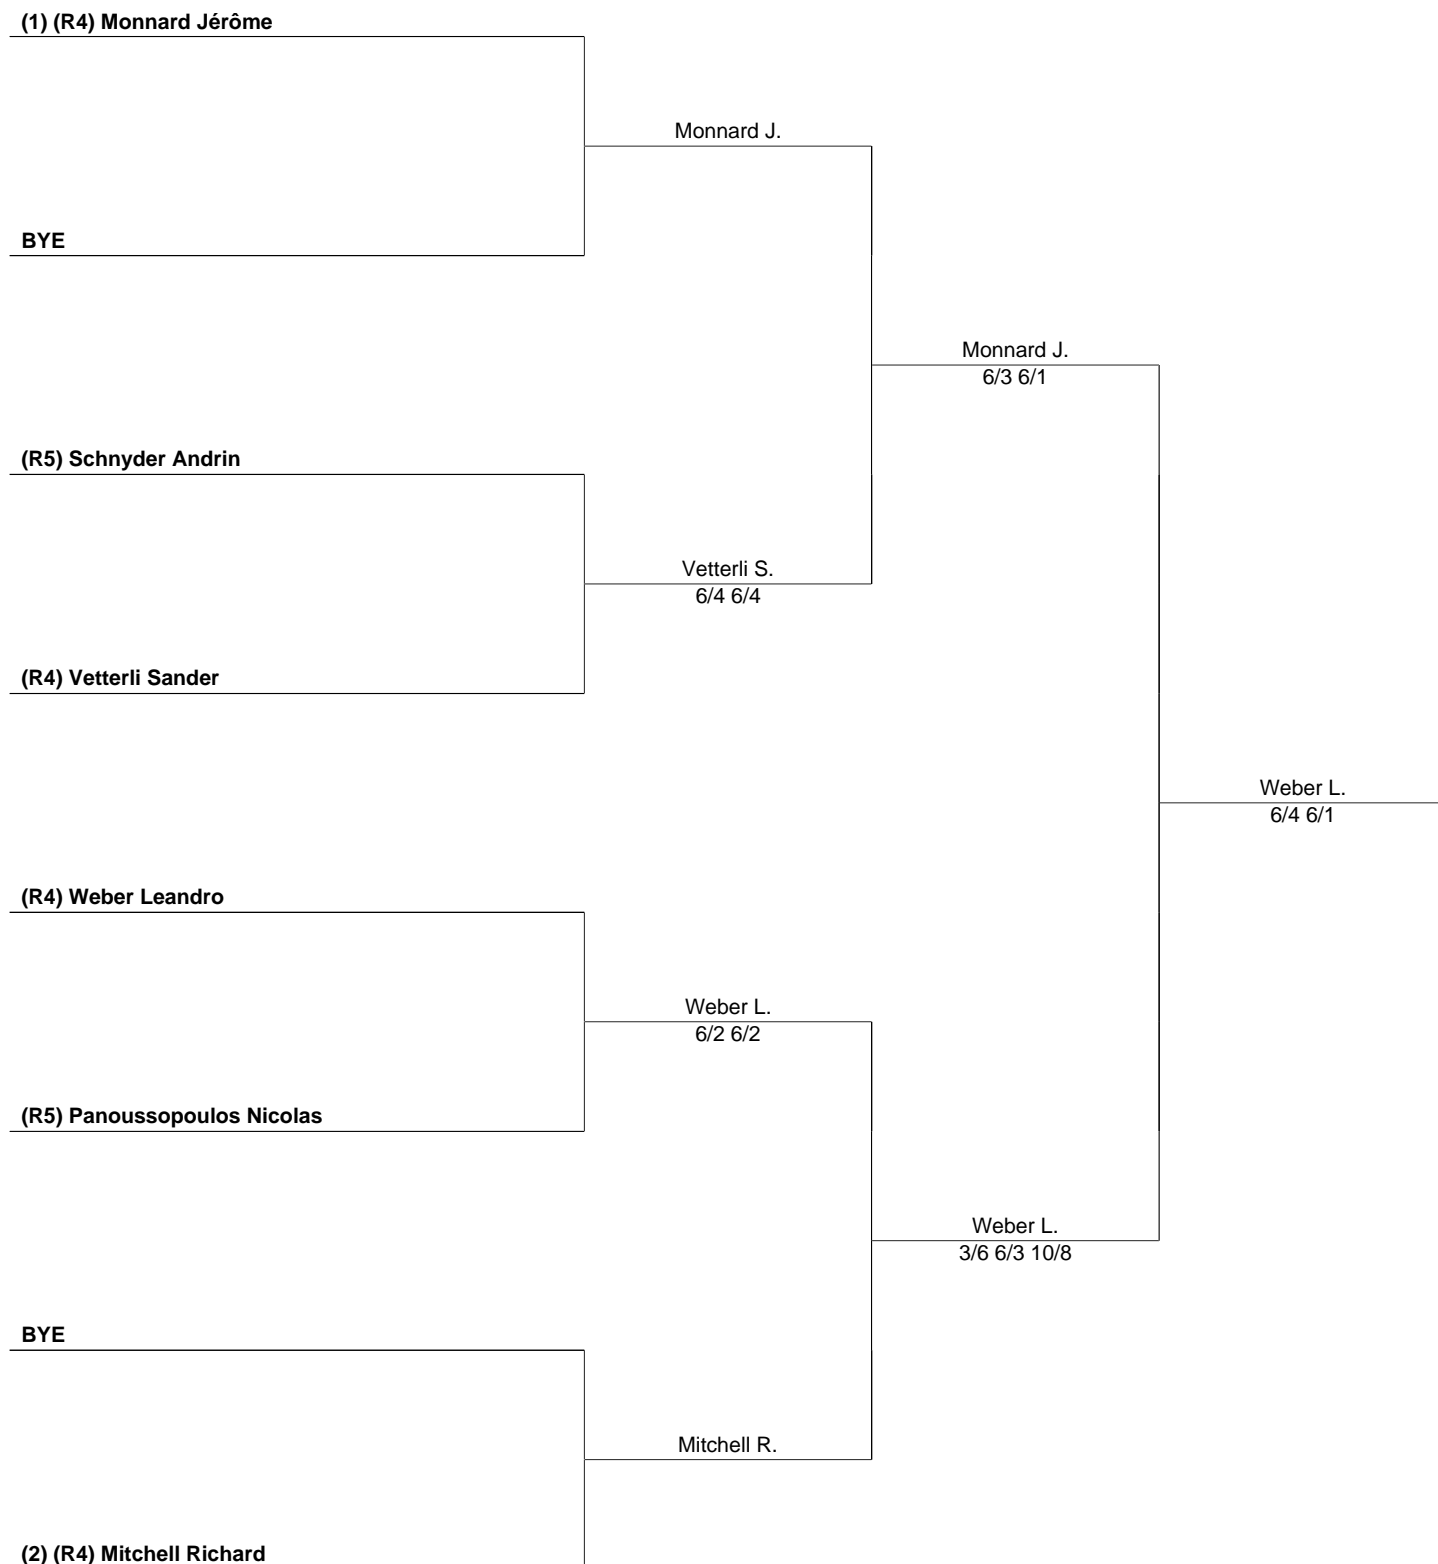 (1) (R4) Monnard Jérôme
Monnard J.
BYE
Monnard J.
6/3 6/1
(R5) Schnyder Andrin
Vetterli S.
6/4 6/4
(R4) Vetterli Sander
Weber L.
6/4 6/1
(R4) Weber Leandro
Weber L.
6/2 6/2
(R5) Panoussopoulos Nicolas
Weber L.
3/6 6/3 10/8
BYE
Mitchell R.
(2) (R4) Mitchell Richard